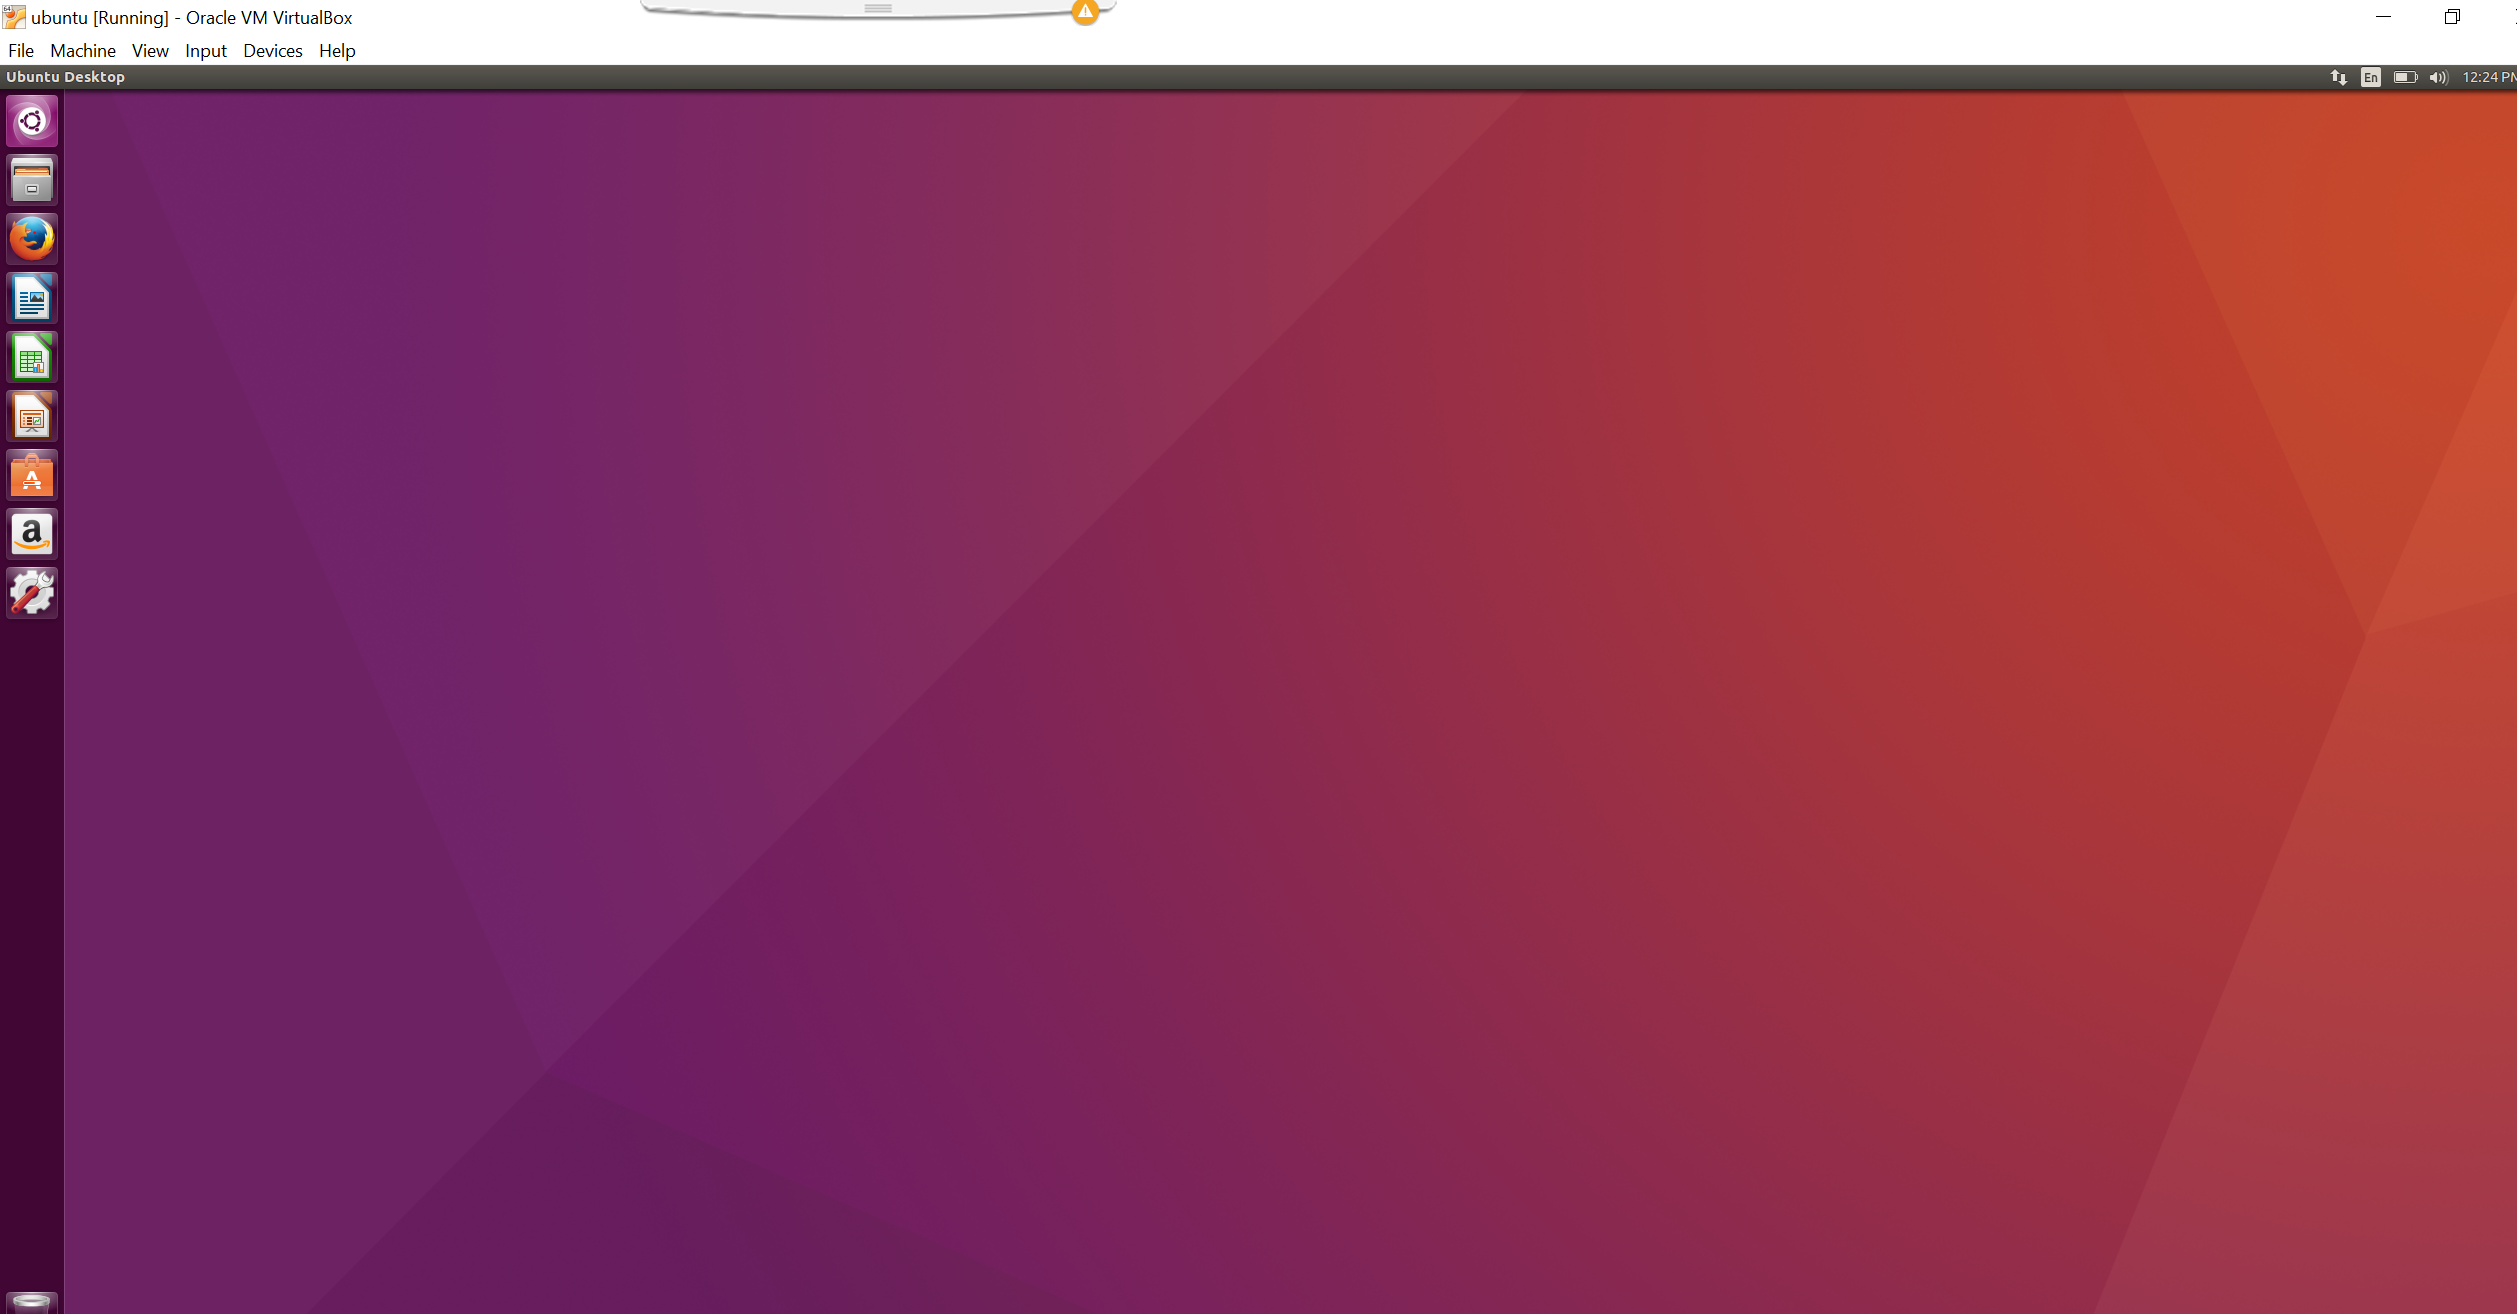 ubuntu [Running] - Oracle VM VirtualBox
File Machine View Input Devices Help
Ubuntu Desktop
En
12:24 PM